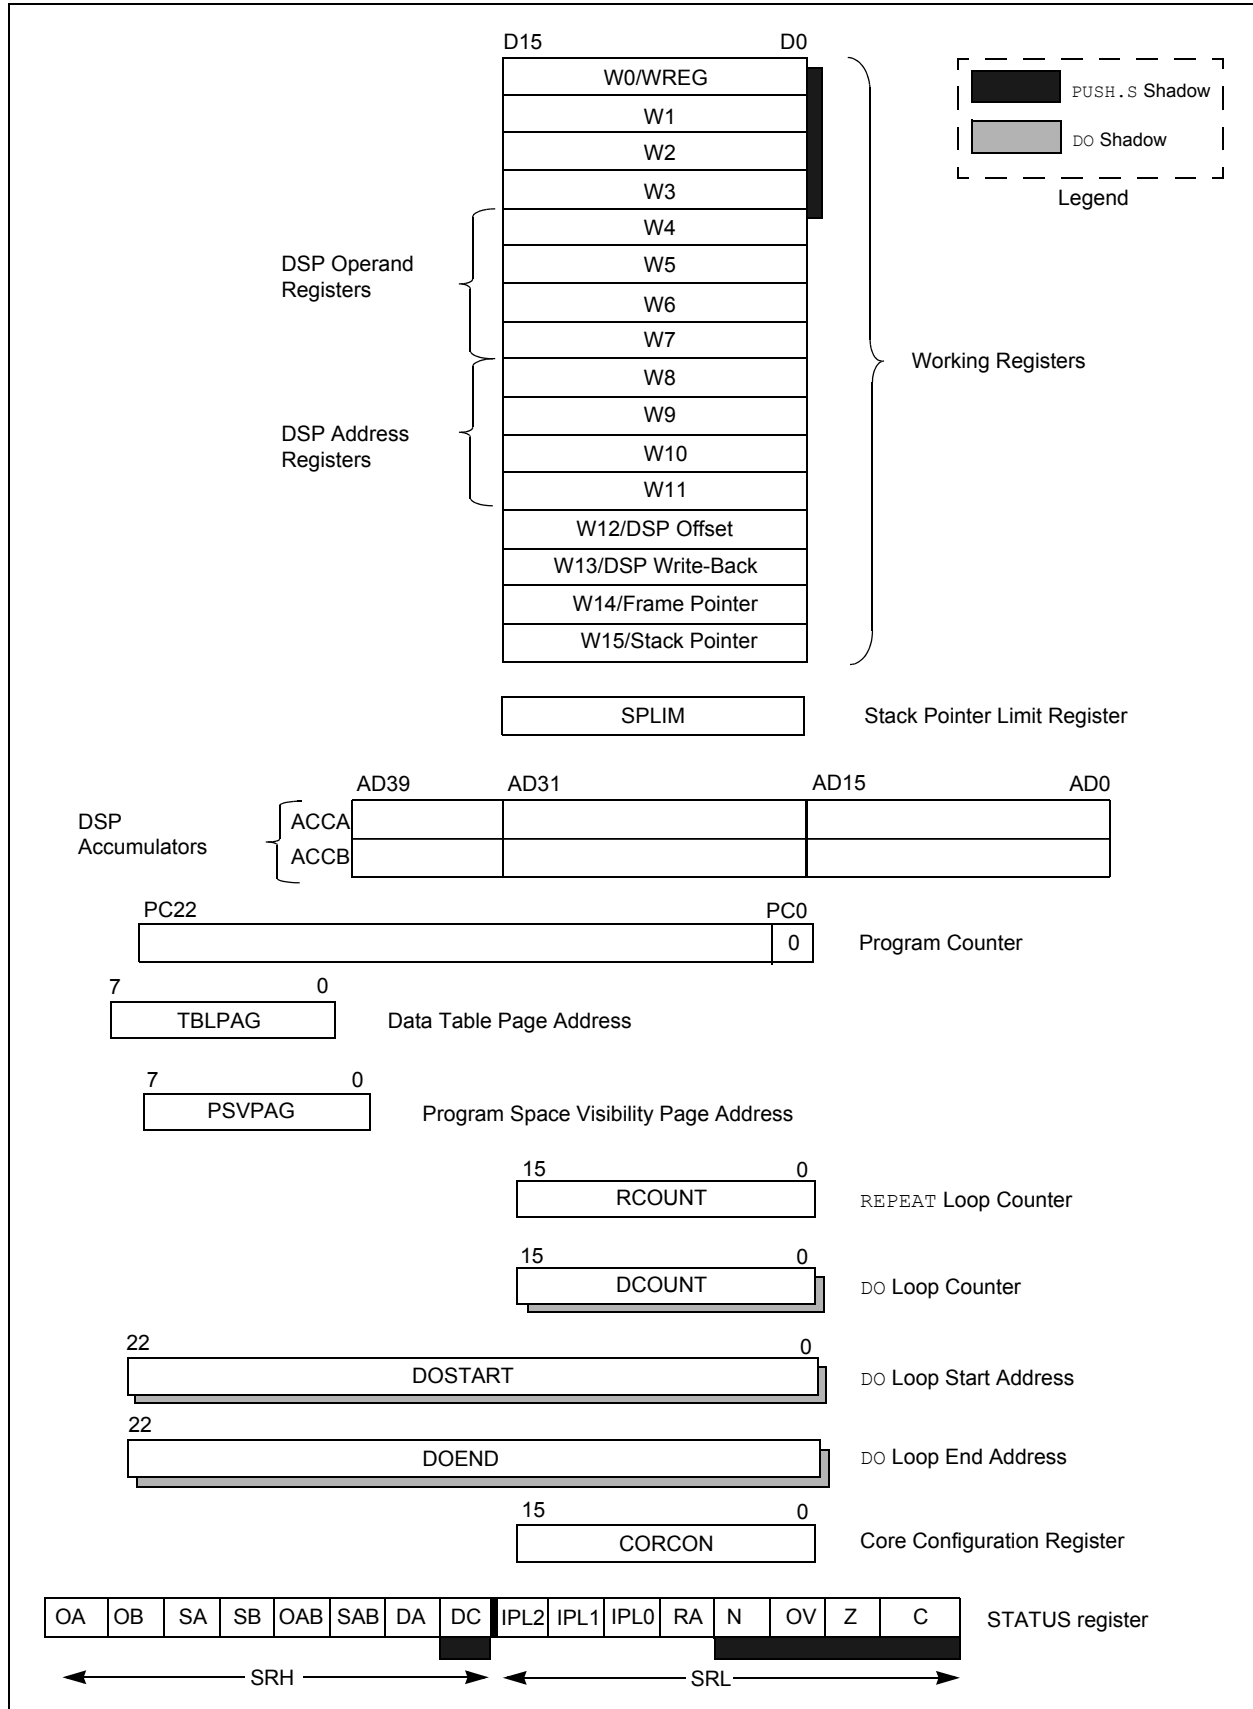 D15 D0
W0/WREG
W1
W2
W3
W4
W5
W6
W7
W8
W9
W10
W11
W12/DSP Offset
W13/DSP Write-Back
W14/Frame Pointer
W15/Stack Pointer
PUSH.S Shadow
DO Shadow
Legend
DSP Operand
Registers
DSP Address
Registers
Working Registers
SPLIM Stack Pointer Limit Register
AD39 AD31 AD15 AD0
DSP
Accumulators
ACCA
ACCB
PC22 PC0
0 Program Counter
7 0
TBLPAG Data Table Page Address
7 0
PSVPAG Program Space Visibility Page Address
15 0
RCOUNT REPEAT Loop Counter
15 0
DCOUNT DO Loop Counter
22 0
DOSTART DO Loop Start Address
22
DOEND DO Loop End Address
15 0
CORCON Core Configuration Register
OA OB SA SB OAB SAB DA DC IPL2 IPL1 IPL0 RA N OV Z C STATUS register
SRH SRL